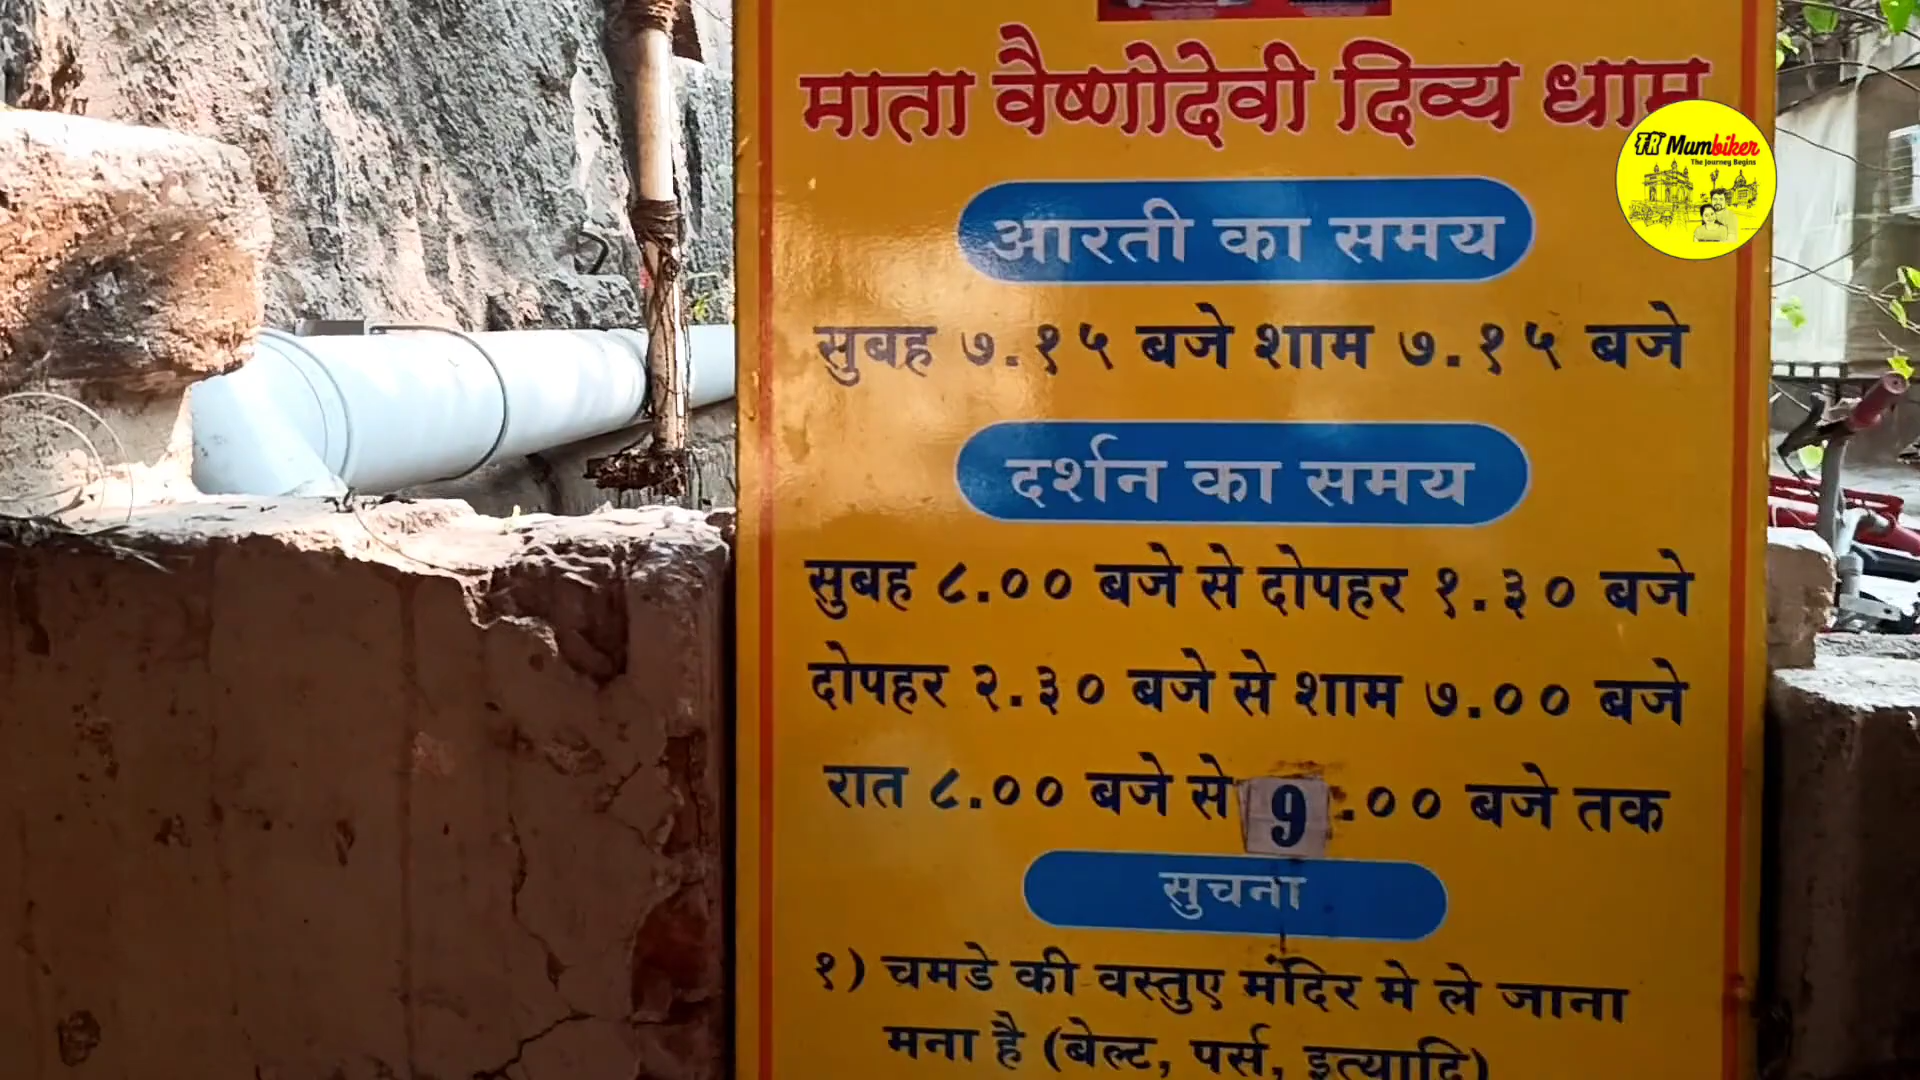 माता वैष्णोदेवी दिव्य धाम
TR Mumbiker
The Journey Begins
आरती का समय
सुबह ७.१५ बजे शाम ७.१५ बजे
दर्शन का समय
सुबह ८.०० बजे से दोपहर १.३० बजे
दोपहर २.३० बजे से शाम ७.०० बजे
रात ८.०० बजे से 9.०० बजे तक
सुचना
१) चमडे की वस्तुए मंदिर मे ले जाना
मना है (बेल्ट, पर्स, इत्यादि)